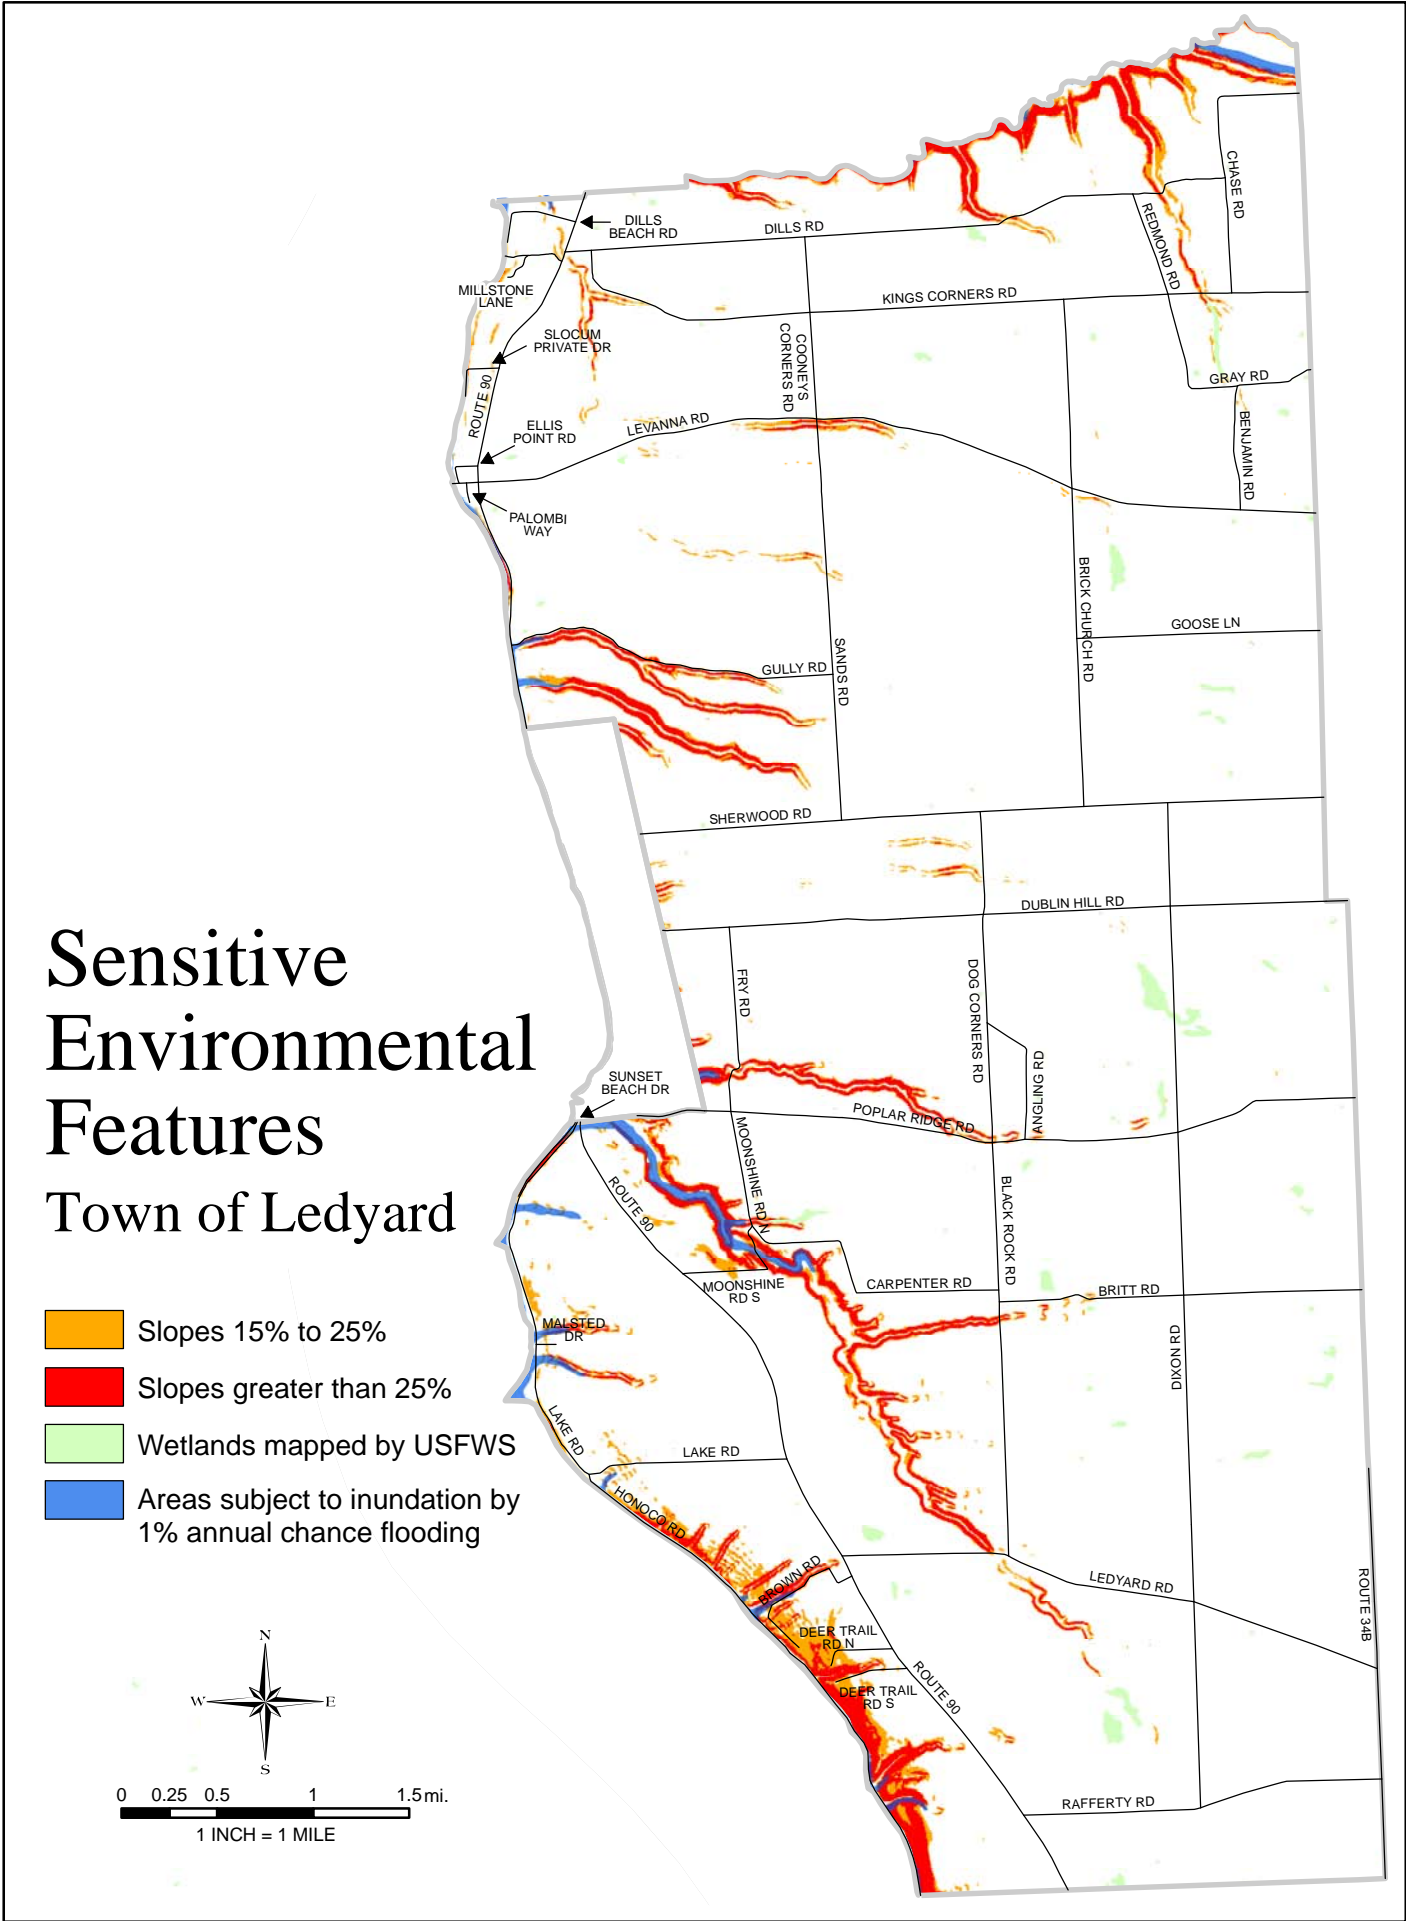 CHASE RD
DILLS
BEACH RD
DILLS RD
REDMOND RD
MILLSTONE
LANE
KINGS CORNERS RD
SLOCUM
PRIVATE DR
COONEYS
CORNERS RD
GRAY RD
ROUTE 90
LEVANNA RD
ELLIS
POINT RD
BENJAMIN RD
PALOMBI
WAY
BRICK CHURCH RD
GOOSE LN
SANDS RD
GULLY RD
SHERWOOD RD
DUBLIN HILL RD
Sensitive
Environmental
Features
Town of Ledyard
FRY RD
DOG CORNERS RD
ANGLING RD
SUNSET
BEACH DR
POPLAR RIDGE RD
MOONSHINE RD N
ROUTE 90
BLACK ROCK RD
MOONSHINE
RD S
CARPENTER RD
BRITT RD
MALSTED
DR
DIXON RD
Slopes 15% to 25%
Slopes greater than 25%
Wetlands mapped by USFWS
Areas subject to inundation by
1% annual chance flooding
LAKE RD
LAKE RD
HONOCO RD
BROWN RD
LEDYARD RD
ROUTE 34B
DEER TRAIL
RD N
DEER TRAIL
RD S
ROUTE 90
N
W
E
S
0 0.25 0.5 1 1.5 mi.
1 INCH = 1 MILE
RAFFERTY RD